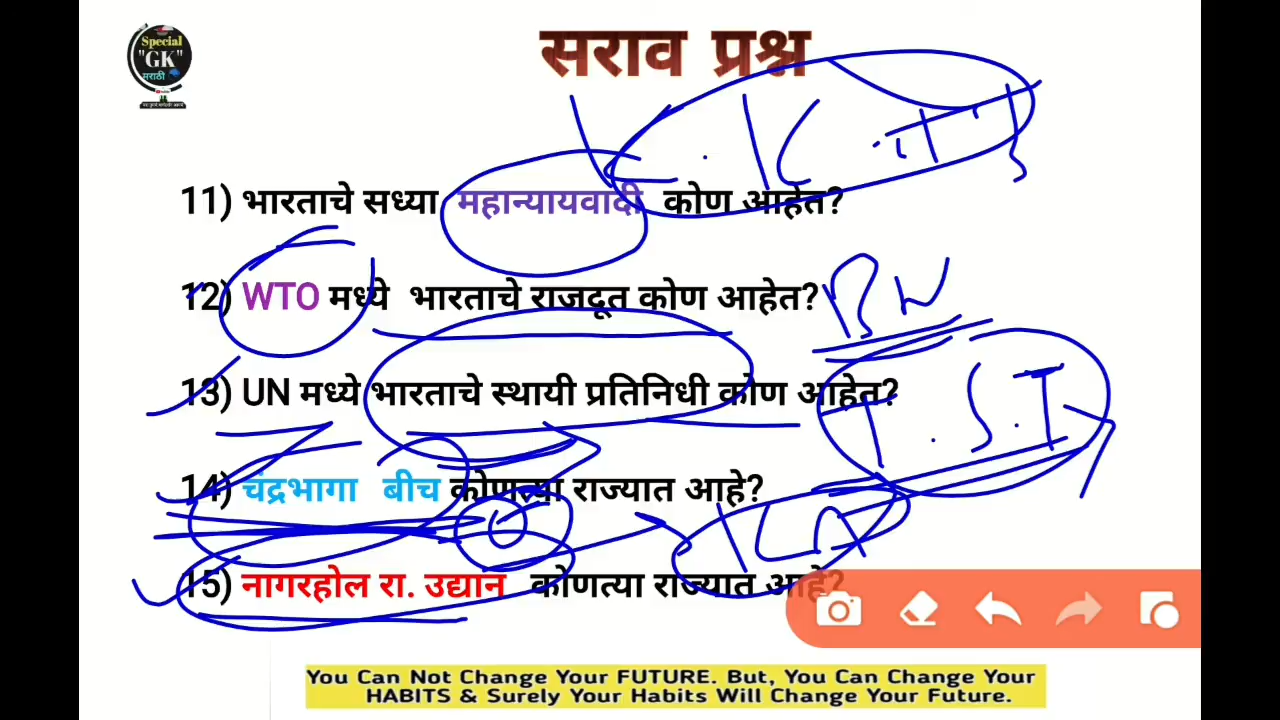 Special
"GK"
मराठी
सराव प्रश्न
11) भारताचे सध्या महान्यायवादी कोण आहेत?
12) WTO मध्ये भारताचे राजदूत कोण आहेत?
13) UN मध्ये भारताचे स्थायी प्रतिनिधी कोण आहेत?
14) चंद्रभागा बीच कोणत्या राज्यात आहे?
15) नागरहोल रा. उद्यान कोणत्या राज्यात आहे?
You Can Not Change Your FUTURE. But, You Can Change Your
HABITS & Surely Your Habits Will Change Your Future.